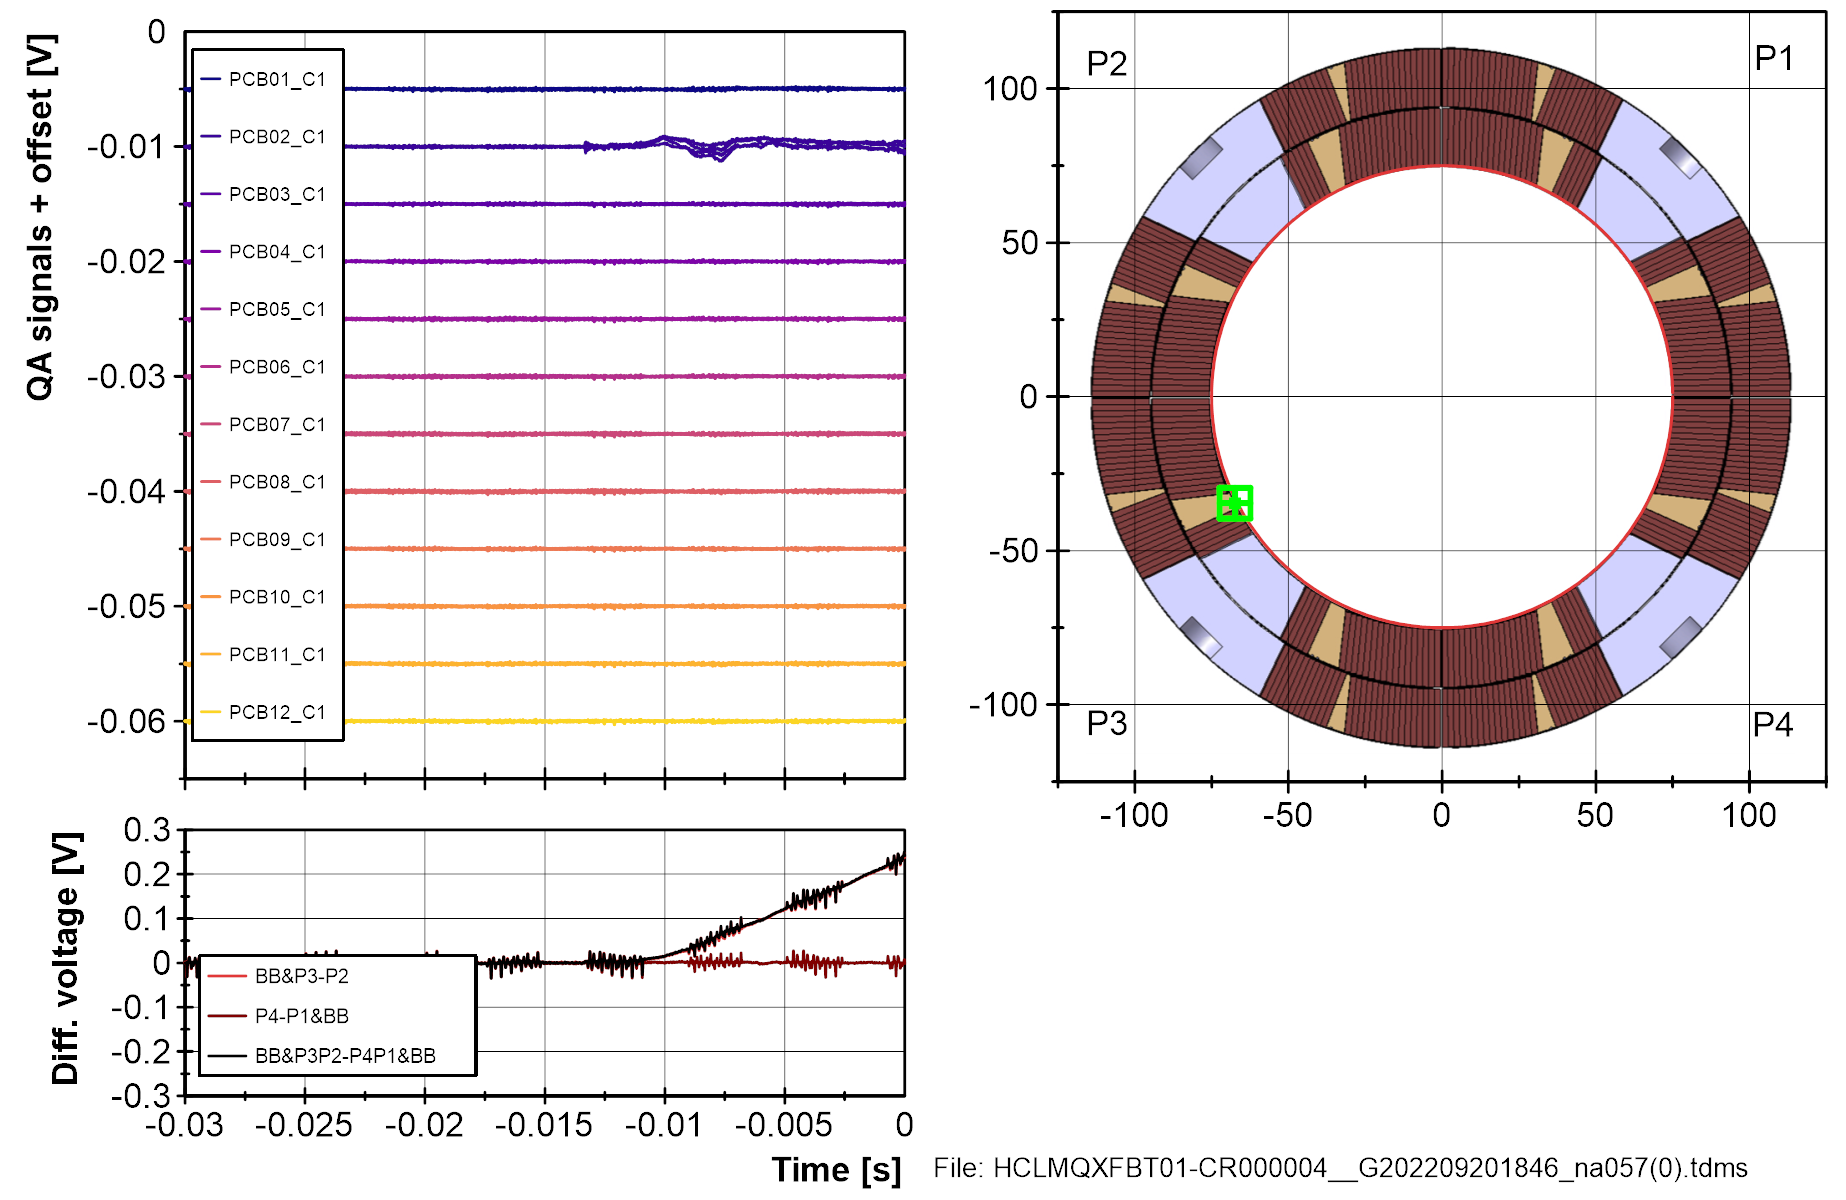 QA signals + offset [V]
0
-0.01
-0.02
-0.03
-0.04
-0.05
-0.06
PCB01_C1
PCB02_C1
PCB03_C1
PCB04_C1
PCB05_C1
PCB06_C1
PCB07_C1
PCB08_C1
PCB09_C1
PCB10_C1
PCB11_C1
PCB12_C1
P2
P1
P3
P4
100
50
0
-50
-100
-100
-50
0
50
100
Diff. voltage [V]
0.3
0.2
0.1
0
-0.1
-0.2
-0.3
BB&P3-P2
P4-P1&BB
BB&P3P2-P4P1&BB
-0.03
-0.025
-0.02
-0.015
-0.01
-0.005
0
Time [s]
File: HCLMQXFBT01-CR000004__G202209201846_na057(0).tdms